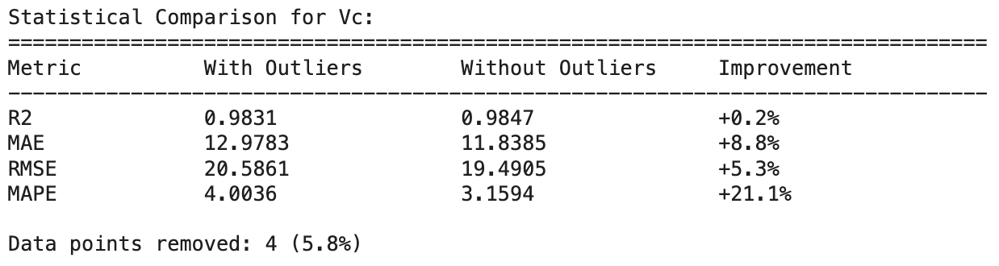 Statistical Comparison for Vc:
================================================================================
Metric          With Outliers        Without Outliers     Improvement
--------------------------------------------------------------------------------
R2              0.9831               0.9847               +0.2%
MAE             12.9783              11.8385              +8.8%
RMSE            20.5861              19.4905              +5.3%
MAPE            4.0036               3.1594               +21.1%

Data points removed: 4 (5.8%)